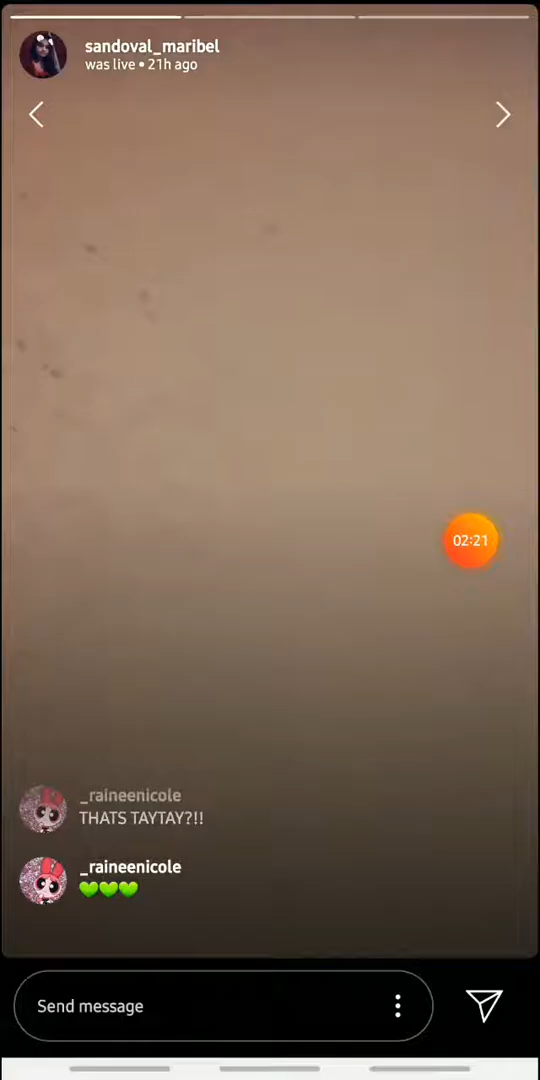 sandoval_maribel
was live • 21h ago
02:21
_raineenicole
THATS TAYTAY?!!
_raineenicole
💚💚💚
Send message